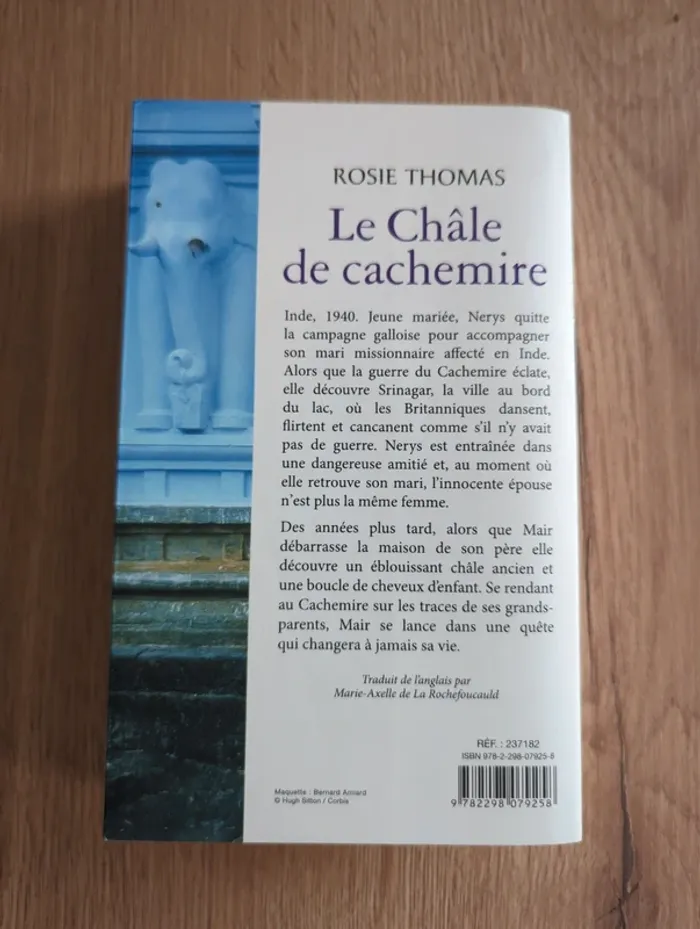 ROSIE THOMAS
Le Châle
de cachemire
Inde, 1940. Jeune mariée, Nerys quitte
la campagne galloise pour accompagner
son mari missionnaire affecté en Inde.
Alors que la guerre du Cachemire éclate,
elle découvre Srinagar, la ville au bord
du lac, où les Britanniques dansent,
flirtent et cancanent comme s'il n'y avait
pas de guerre. Nerys est entraînée dans
une dangereuse amitié et, au moment où
elle retrouve son mari, l'innocente épouse
n'est plus la même femme.
Des années plus tard, alors que Mair
débarrasse la maison de son père elle
découvre un éblouissant châle ancien et
une boucle de cheveux d'enfant. Se rendant
au Cachemire sur les traces de ses grands-
parents, Mair se lance dans une quête
qui changera à jamais sa vie.
Traduit de l'anglais par
Marie-Axelle de La Rochefoucauld
RÉF. : 237182
ISBN 978-2-298-07925-8
Maquette : Bernard Amiard
© Hugh Sitton / Corbis
9 782298 079258